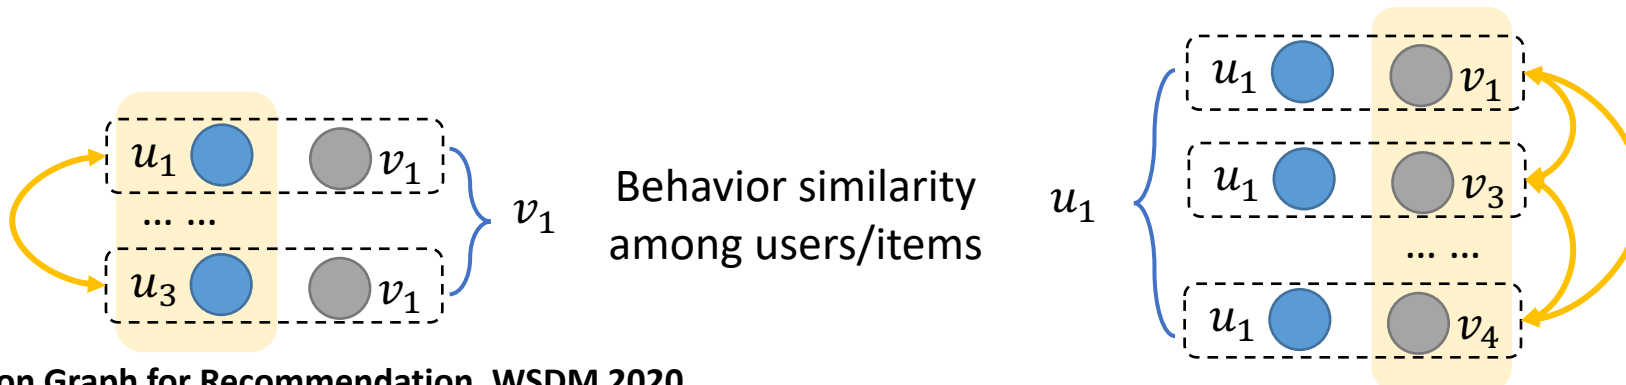 u₁ v₁
... ...
u₃ v₁
v₁
Behavior similarity
among users/items
u₁
u₁ v₁
u₁ v₃
... ...
u₁ v₄
on Graph for Recommendation. WSDM 2020